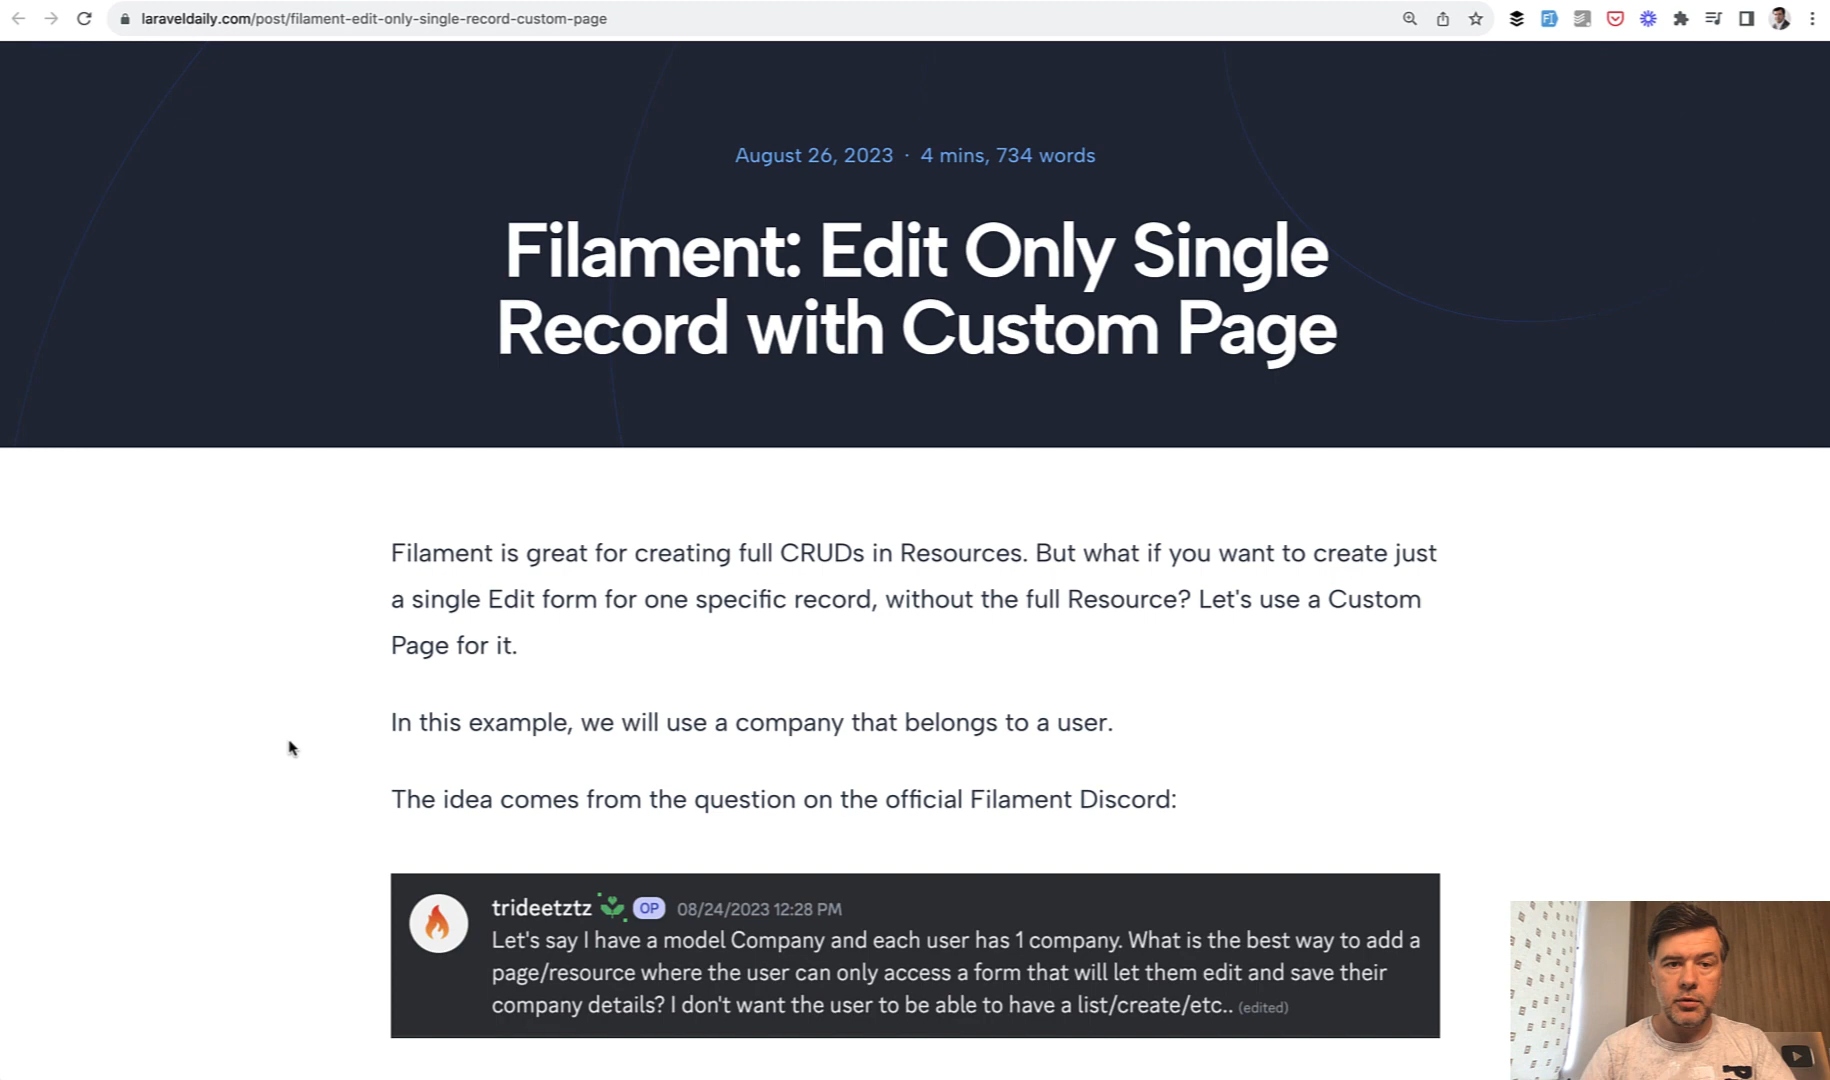 laraveldaily.com/post/filament-edit-only-single-record-custom-page
August 26, 2023 · 4 mins, 734 words
Filament: Edit Only Single
Record with Custom Page
Filament is great for creating full CRUDs in Resources. But what if you want to create just
a single Edit form for one specific record, without the full Resource? Let's use a Custom
Page for it.
In this example, we will use a company that belongs to a user.
The idea comes from the question on the official Filament Discord:
trideetztz OP 08/24/2023 12:28 PM
Let's say I have a model Company and each user has 1 company. What is the best way to add a
page/resource where the user can only access a form that will let them edit and save their
company details? I don't want the user to be able to have a list/create/etc.. (edited)